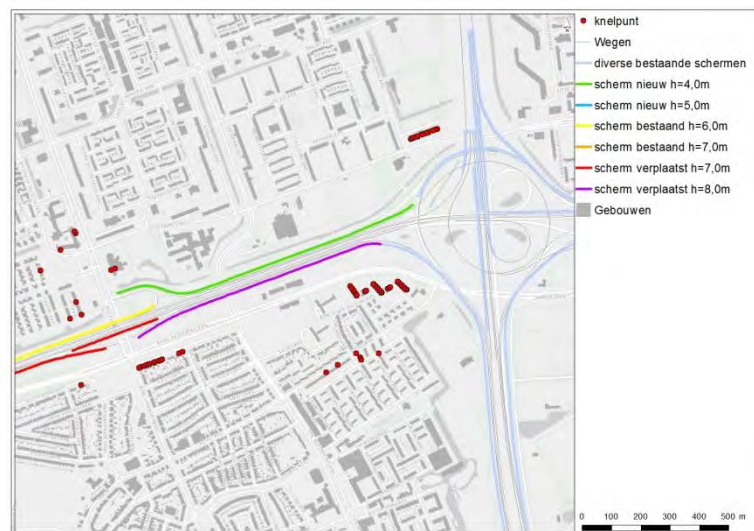 knelpunt
Wegen
diverse bestaande schermen
scherm nieuw h=4,0m
scherm nieuw h=5,0m
scherm bestaand h=6,0m
scherm bestaand h=7,0m
scherm verplaatst h=7,0m
scherm verplaatst h=8,0m
Gebouwen
0 100 200 300 400 500 m